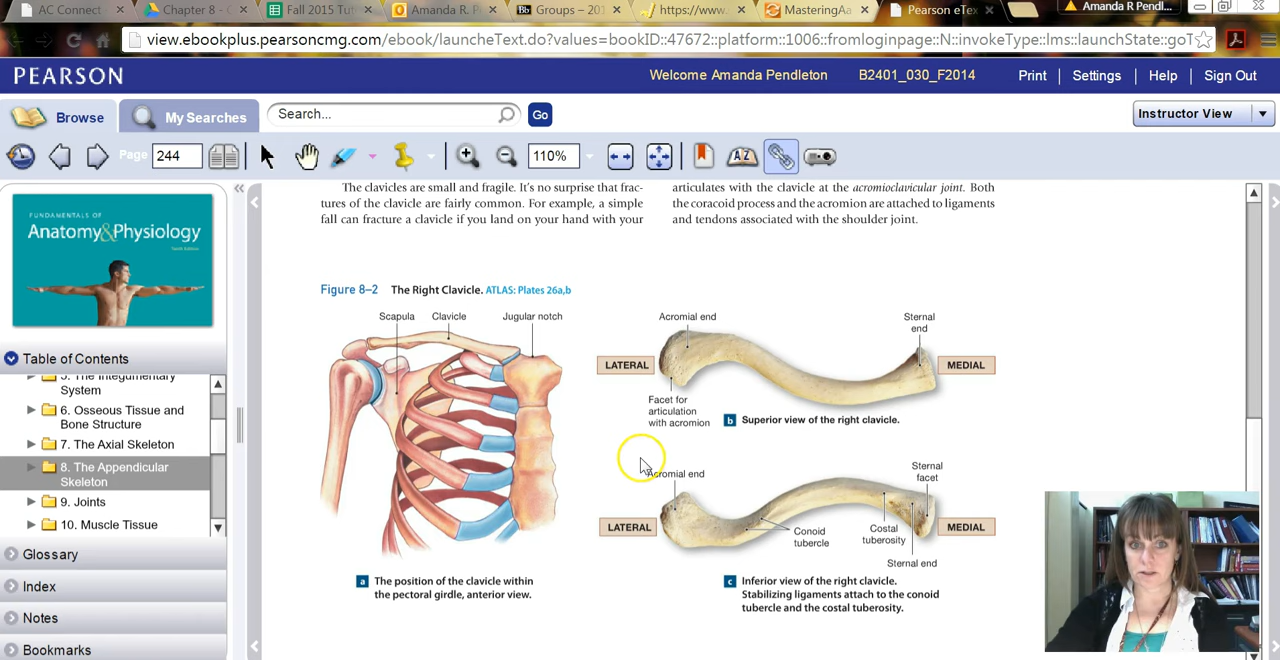 AC Connect
Chapter 8 - C
Fall 2015 Tut
Amanda R. P
Bb Groups – 201
https://www.
MasteringA&
Pearson eTex
Amanda R Pendl...
view.ebookplus.pearsoncmg.com/ebook/launcheText.do?values=bookID::47672::platform::1006::fromloginpage::N::invokeType::lms::launchState::goT
PEARSON
Welcome Amanda Pendleton
B2401_030_F2014
Print
Settings
Help
Sign Out
Browse
My Searches
Search...
Go
Instructor View
Page
244
110%
A Z
FUNDAMENTALS OF
Anatomy & Physiology
Table of Contents
5. The Integumentary
System
6. Osseous Tissue and
Bone Structure
7. The Axial Skeleton
8. The Appendicular
Skeleton
9. Joints
10. Muscle Tissue
Glossary
Index
Notes
Bookmarks
The clavicles are small and fragile. It's no surprise that frac-
tures of the clavicle are fairly common. For example, a simple
fall can fracture a clavicle if you land on your hand with your
articulates with the clavicle at the acromioclavicular joint. Both
the coracoid process and the acromion are attached to ligaments
and tendons associated with the shoulder joint.
Figure 8–2 The Right Clavicle. ATLAS: Plates 26a,b
Scapula
Clavicle
Jugular notch
a The position of the clavicle within
the pectoral girdle, anterior view.
Acromial end
Sternal
end
LATERAL
MEDIAL
Facet for
articulation
with acromion
b Superior view of the right clavicle.
Acromial end
Sternal
facet
LATERAL
MEDIAL
Conoid
tubercle
Costal
tuberosity
Sternal end
c Inferior view of the right clavicle.
Stabilizing ligaments attach to the conoid
tubercle and the costal tuberosity.